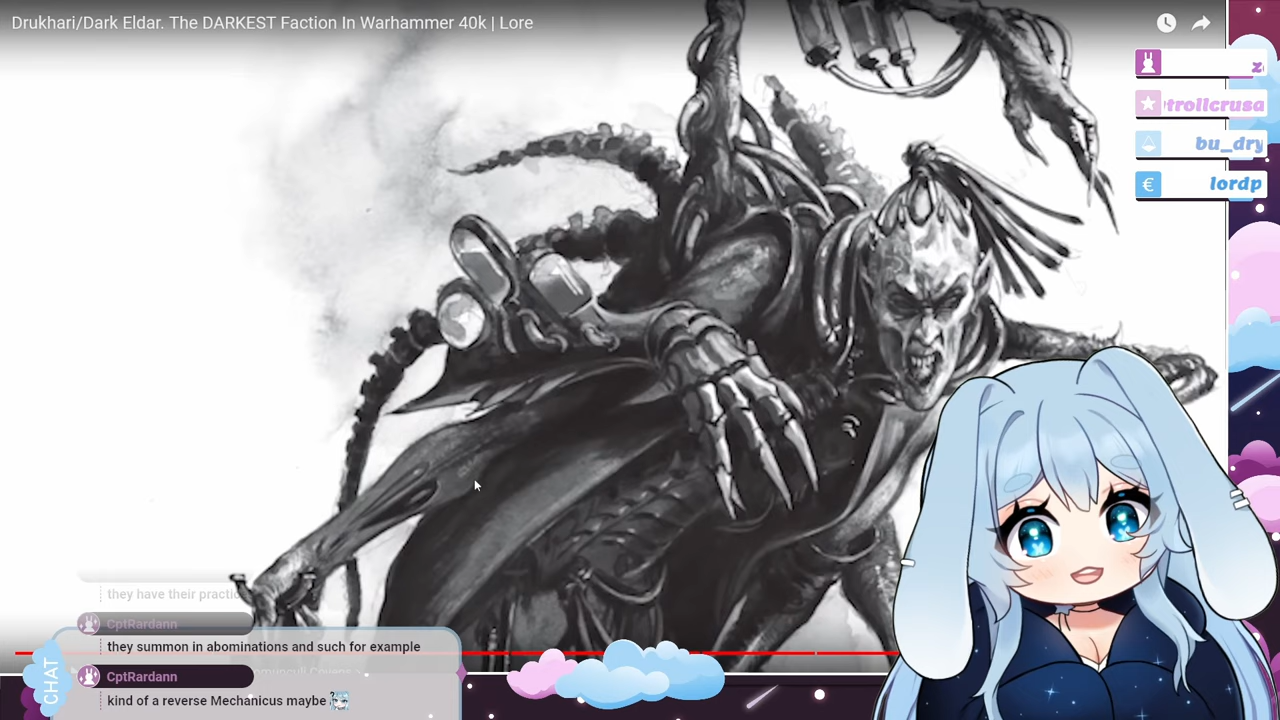 Drukhari/Dark Eldar. The DARKEST Faction In Warhammer 40k | Lore
trollcrusa
bu_dry
lordp
they have their practic
CptRardann
they summon in abominations and such for example
CptRardann
kind of a reverse Mechanicus maybe
CHAT